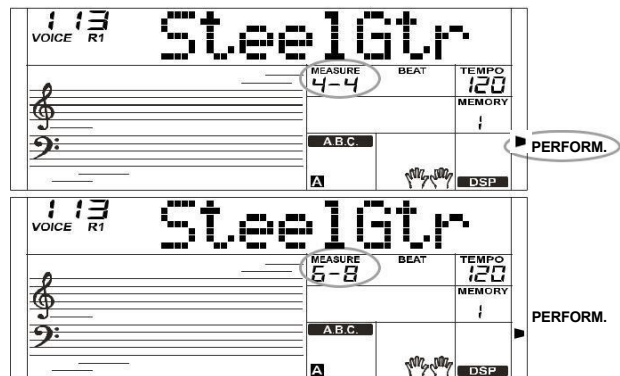 113
VOICE R1
SteelGtr
MEASURE BEAT TEMPO
4-4 120
MEMORY
1
A.B.C.
PERFORM.
A DSP
113
VOICE R1
SteelGtr
MEASURE BEAT TEMPO
6-8 120
MEMORY
1
PERFORM.
A.B.C.
A DSP